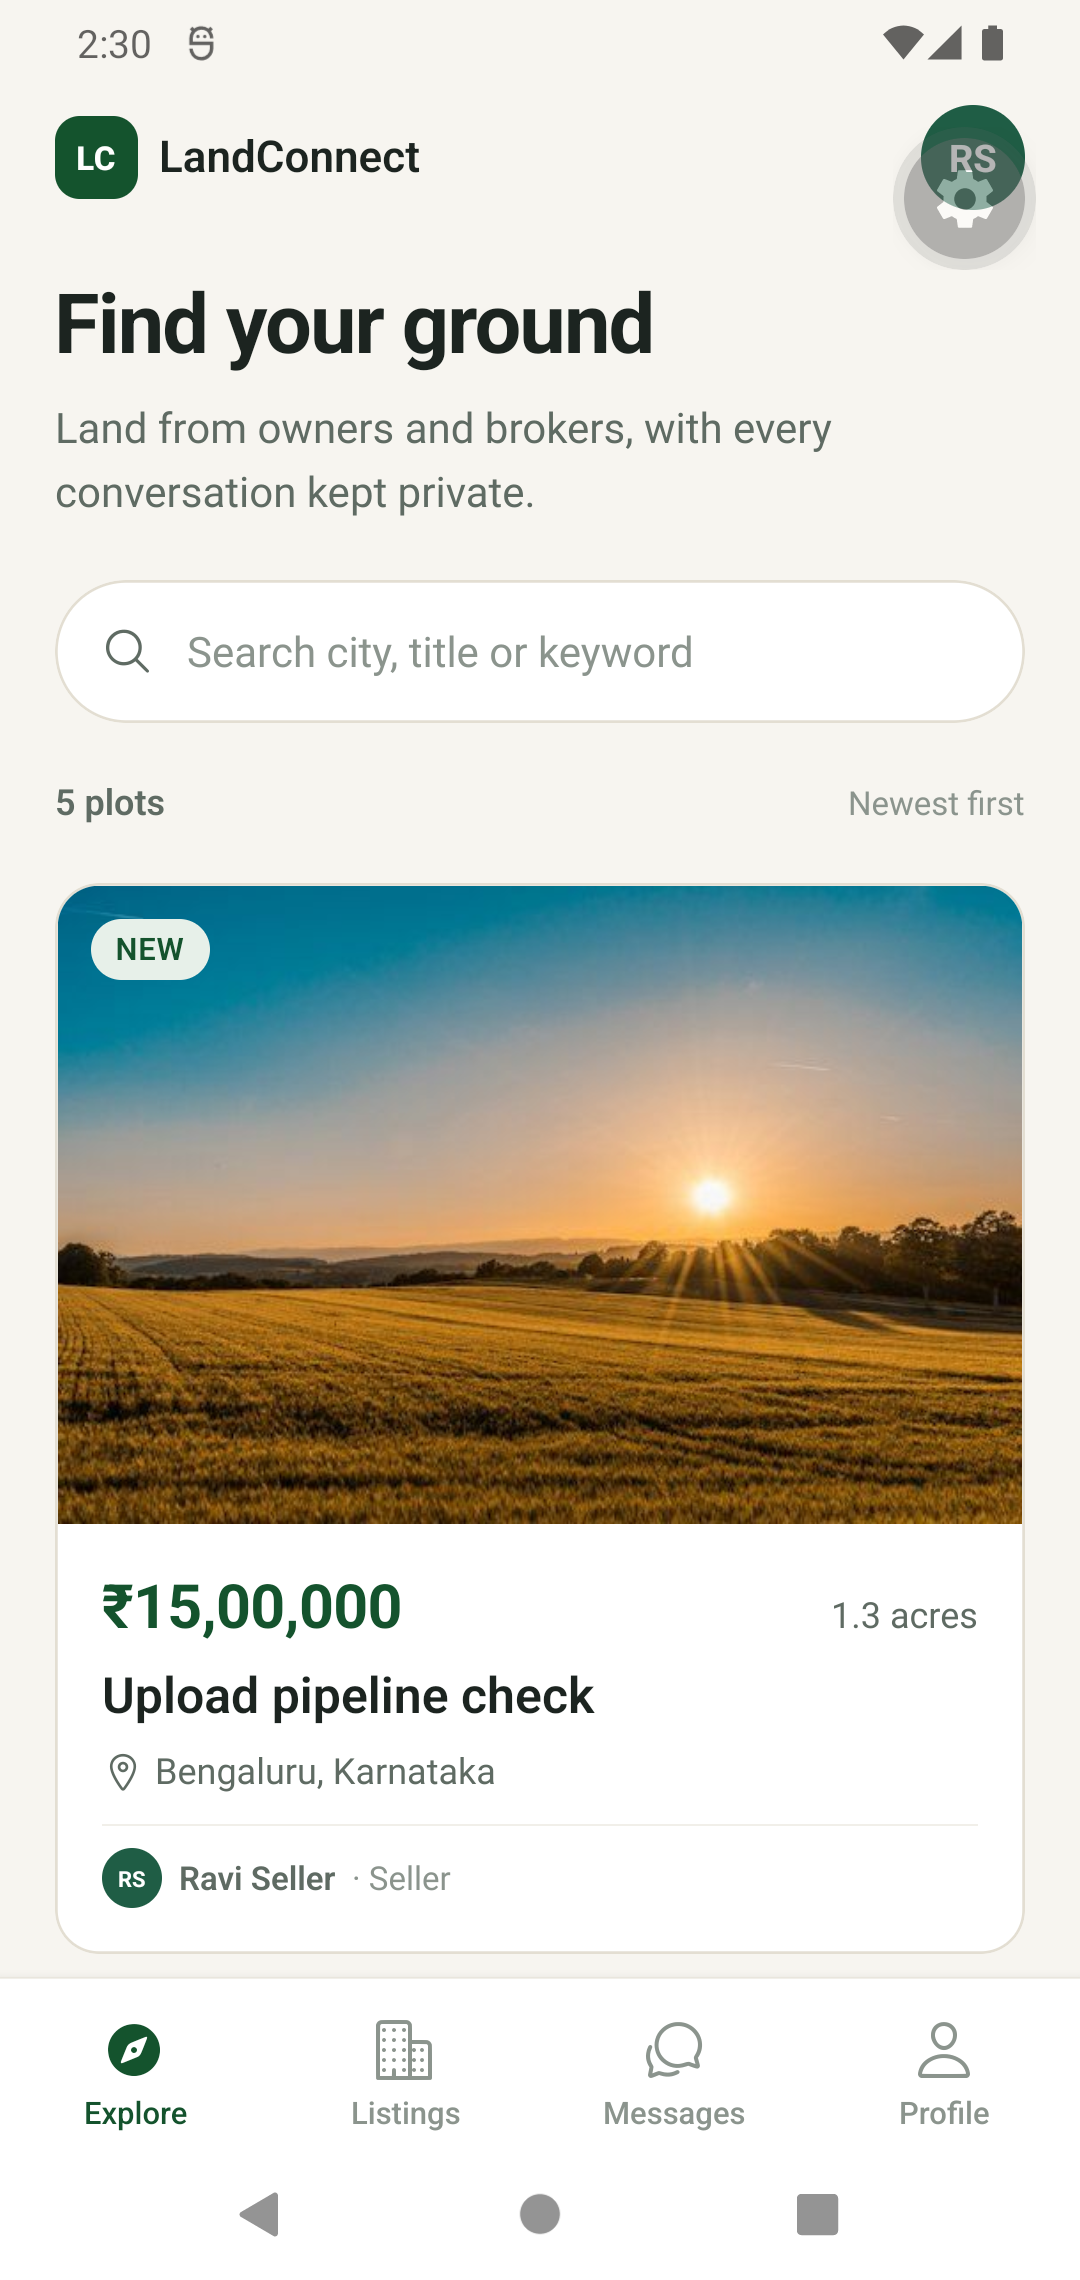 2:30
LC LandConnect RS
Find your ground
Land from owners and brokers, with every
conversation kept private.
Search city, title or keyword
5 plots Newest first
NEW
₹15,00,000 1.3 acres
Upload pipeline check
Bengaluru, Karnataka
RS Ravi Seller · Seller
Explore Listings Messages Profile